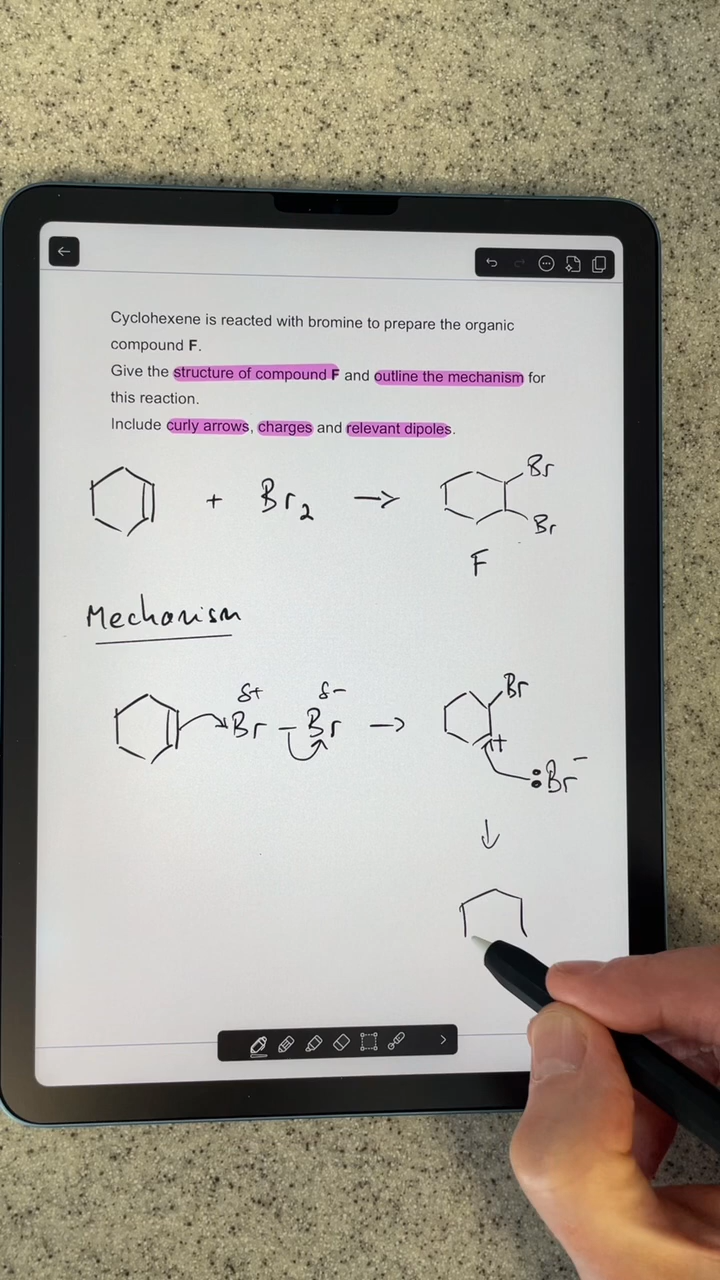 Cyclohexene is reacted with bromine to prepare the organic
compound F.
Give the structure of compound F and outline the mechanism for
this reaction.
Include curly arrows, charges and relevant dipoles.
+ Br₂ → Br
Br
F
Mechanism
δ+ δ-
Br - Br → Br
+
:Br⁻
↓